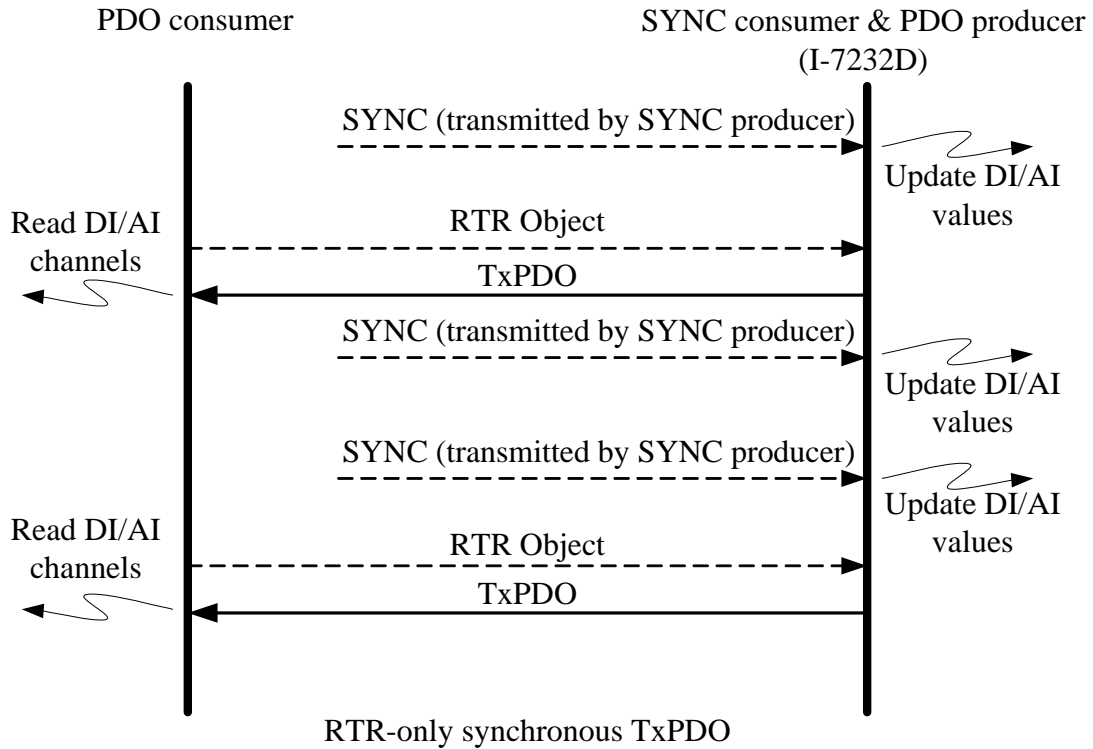 PDO consumer
SYNC consumer & PDO producer
(I-7232D)
SYNC (transmitted by SYNC producer)
Update DI/AI
values
Read DI/AI
channels
RTR Object
TxPDO
SYNC (transmitted by SYNC producer)
Update DI/AI
values
SYNC (transmitted by SYNC producer)
Update DI/AI
values
Read DI/AI
channels
RTR Object
TxPDO
RTR-only synchronous TxPDO